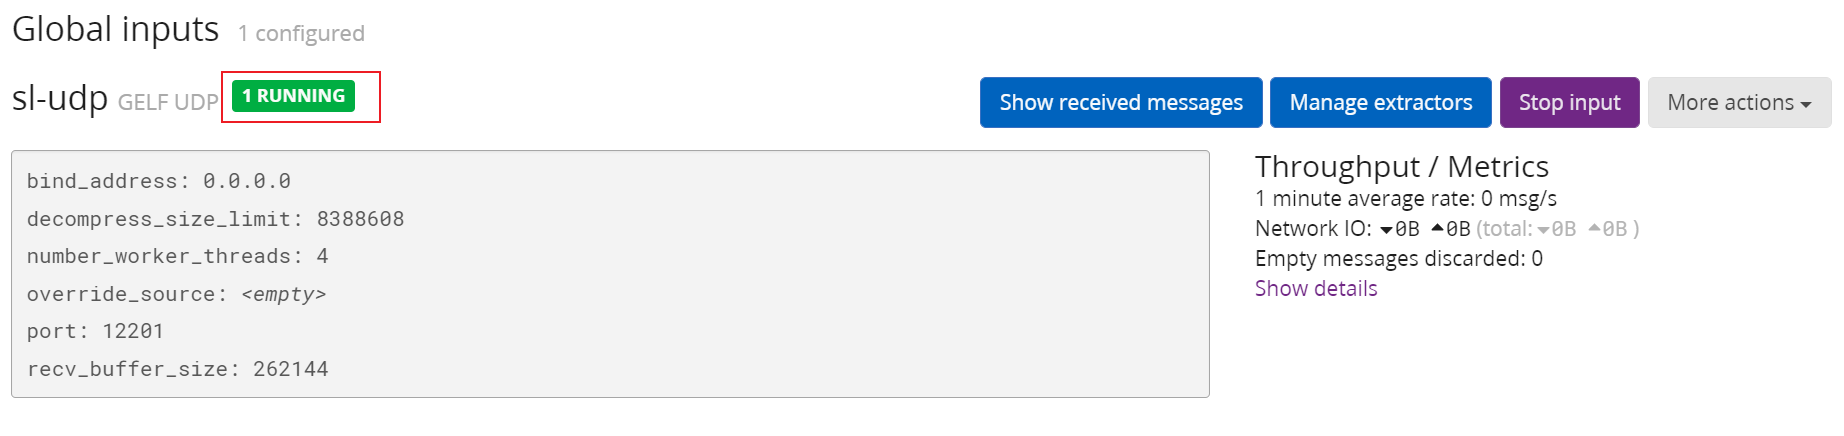 Global inputs 1 configured
sl-udp GELF UDP 1 RUNNING
Show received messages Manage extractors Stop input More actions
bind_address: 0.0.0.0
decompress_size_limit: 8388608
number_worker_threads: 4
override_source: <empty>
port: 12201
recv_buffer_size: 262144
Throughput / Metrics
1 minute average rate: 0 msg/s
Network IO: ▾0B ▴0B (total: ▾0B ▴0B )
Empty messages discarded: 0
Show details